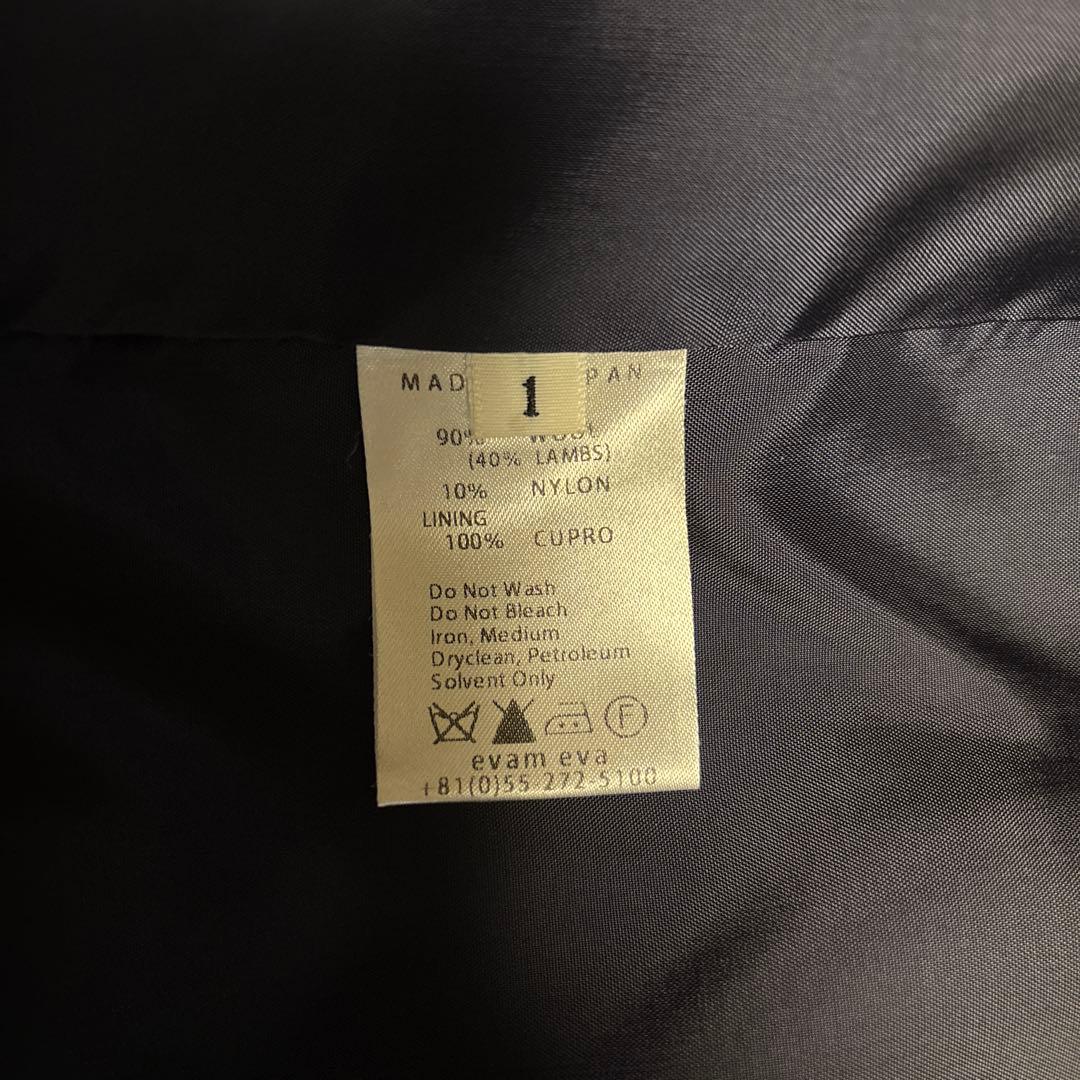 MAD PAN
1
90% WOOL
(40% LAMBS)
10% NYLON
LINING
100% CUPRO
Do Not Wash
Do Not Bleach
Iron, Medium
Dryclean, Petroleum
Solvent Only
F
evam eva
+81(0)55-272-5100